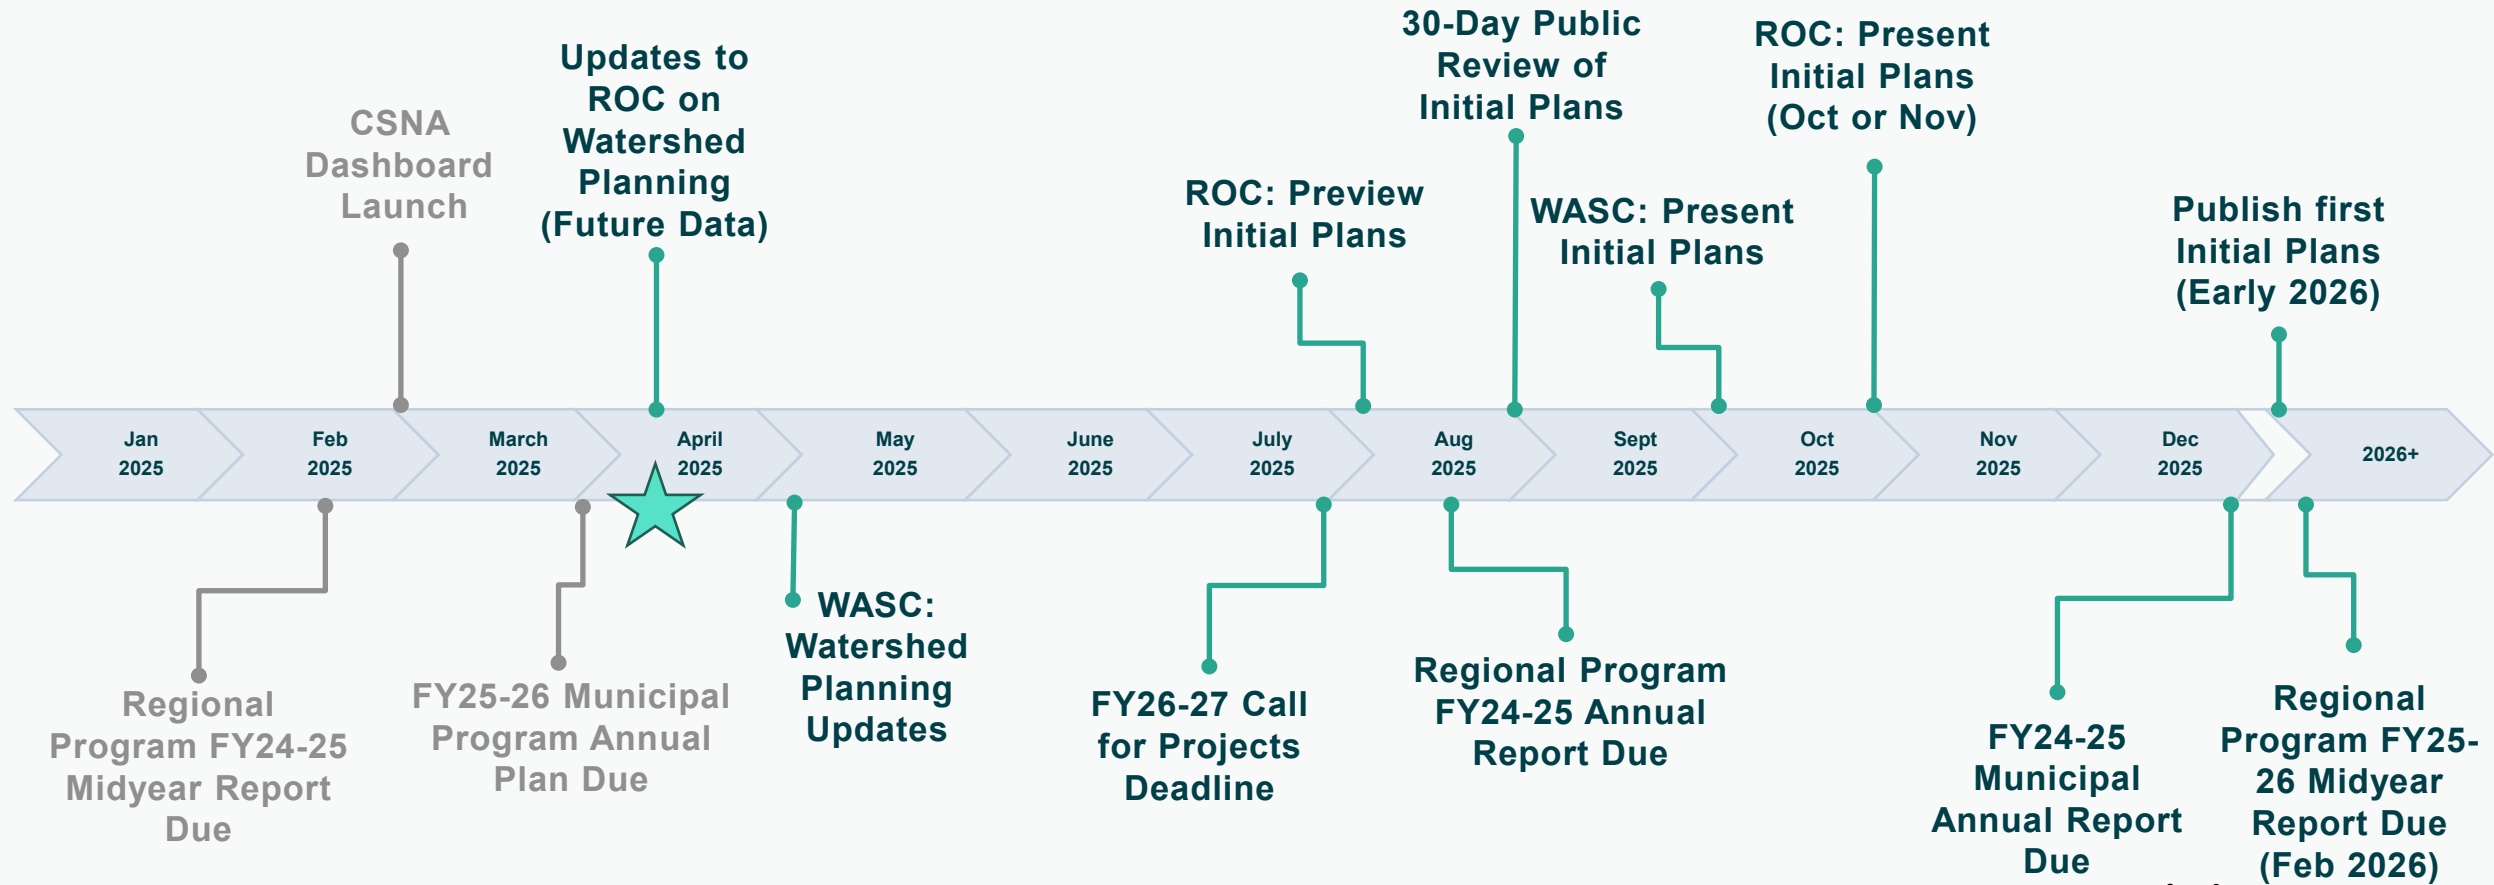 CSNA
Dashboard
Launch
Updates to
ROC on
Watershed
Planning
(Future Data)
ROC: Preview
Initial Plans
30-Day Public
Review of
Initial Plans
WASC: Present
Initial Plans
ROC: Present
Initial Plans
(Oct or Nov)
Publish first
Initial Plans
(Early 2026)
Jan
2025
Feb
2025
March
2025
April
2025
May
2025
June
2025
July
2025
Aug
2025
Sept
2025
Oct
2025
Nov
2025
Dec
2025
2026+
Regional
Program FY24-25
Midyear Report
Due
FY25-26 Municipal
Program Annual
Plan Due
WASC:
Watershed
Planning
Updates
FY26-27 Call
for Projects
Deadline
Regional Program
FY24-25 Annual
Report Due
FY24-25
Municipal
Annual Report
Due
Regional
Program FY25-
26 Midyear
Report Due
(Feb 2026)